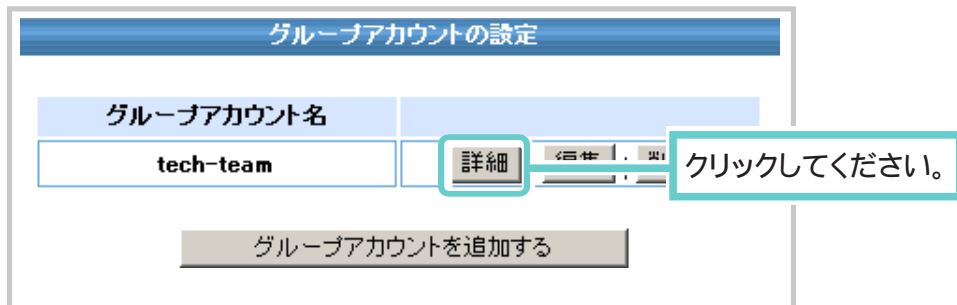 グループアカウントの設定
グループアカウント名
tech-team 詳細 クリックしてください。
グループアカウントを追加する